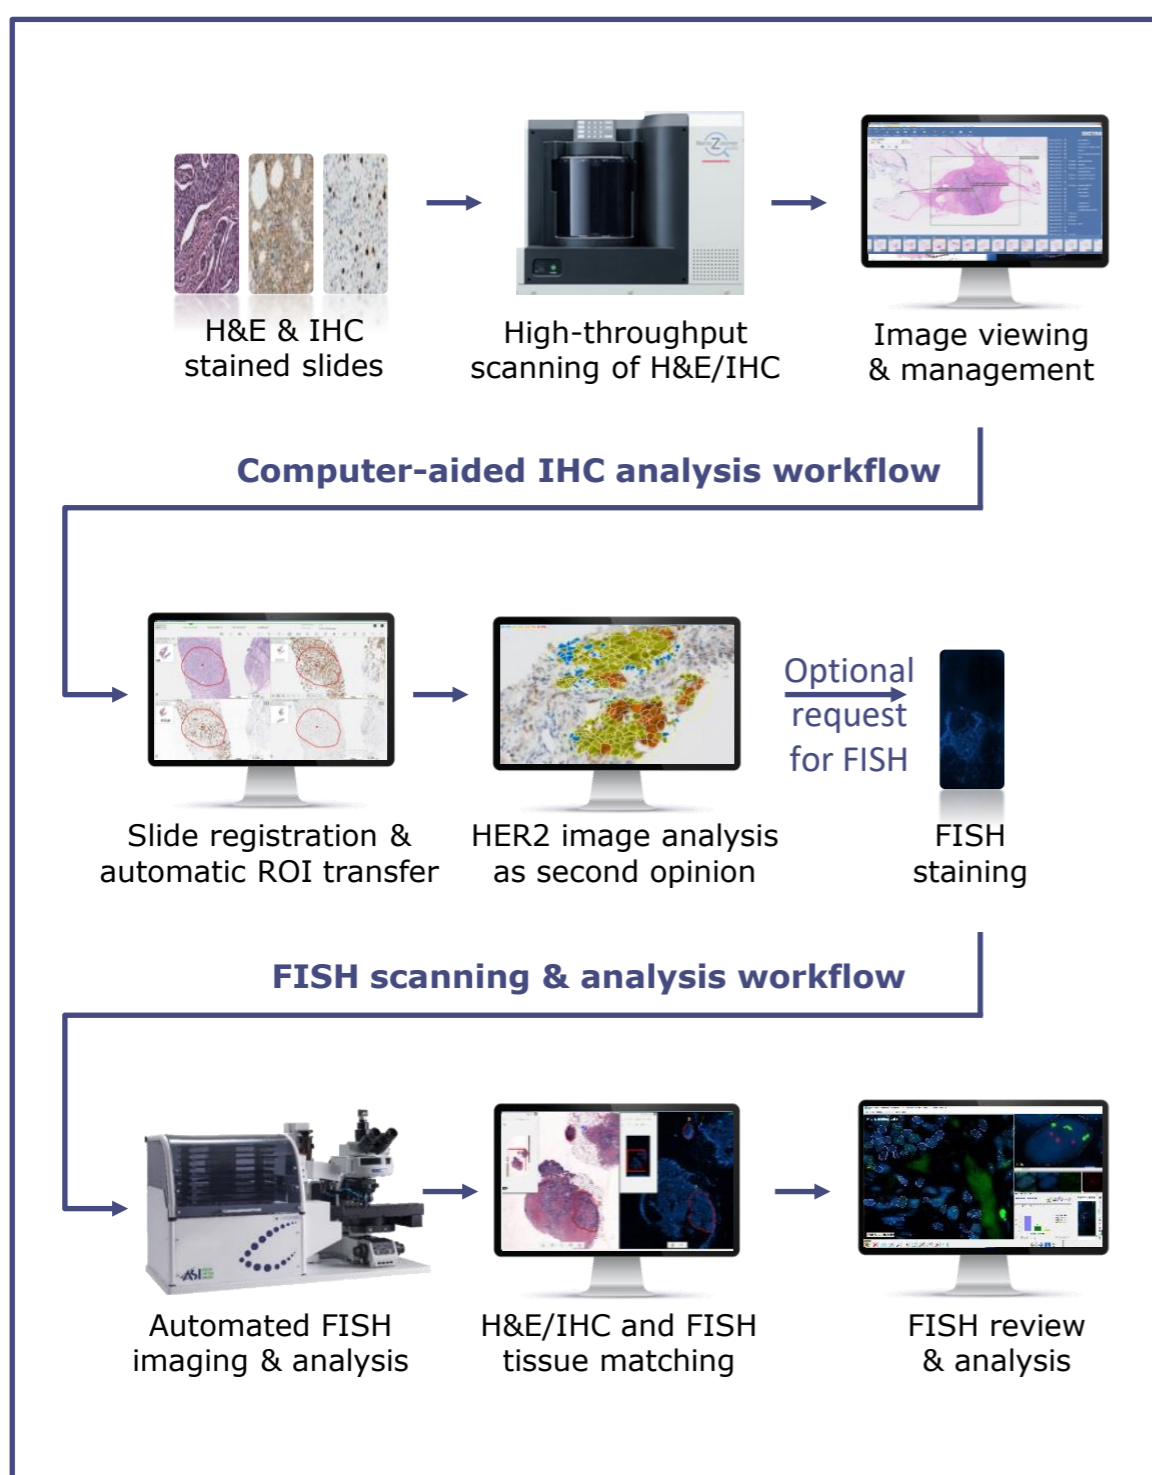 H&E & IHC
stained slides
High-throughput
scanning of H&E/IHC
Image viewing
& management
Computer-aided IHC analysis workflow
Slide registration &
automatic ROI transfer
HER2 image analysis
as second opinion
Optional
request
for FISH
FISH
staining
FISH scanning & analysis workflow
ASI
Automated FISH
imaging & analysis
H&E/IHC and FISH
tissue matching
FISH review
& analysis